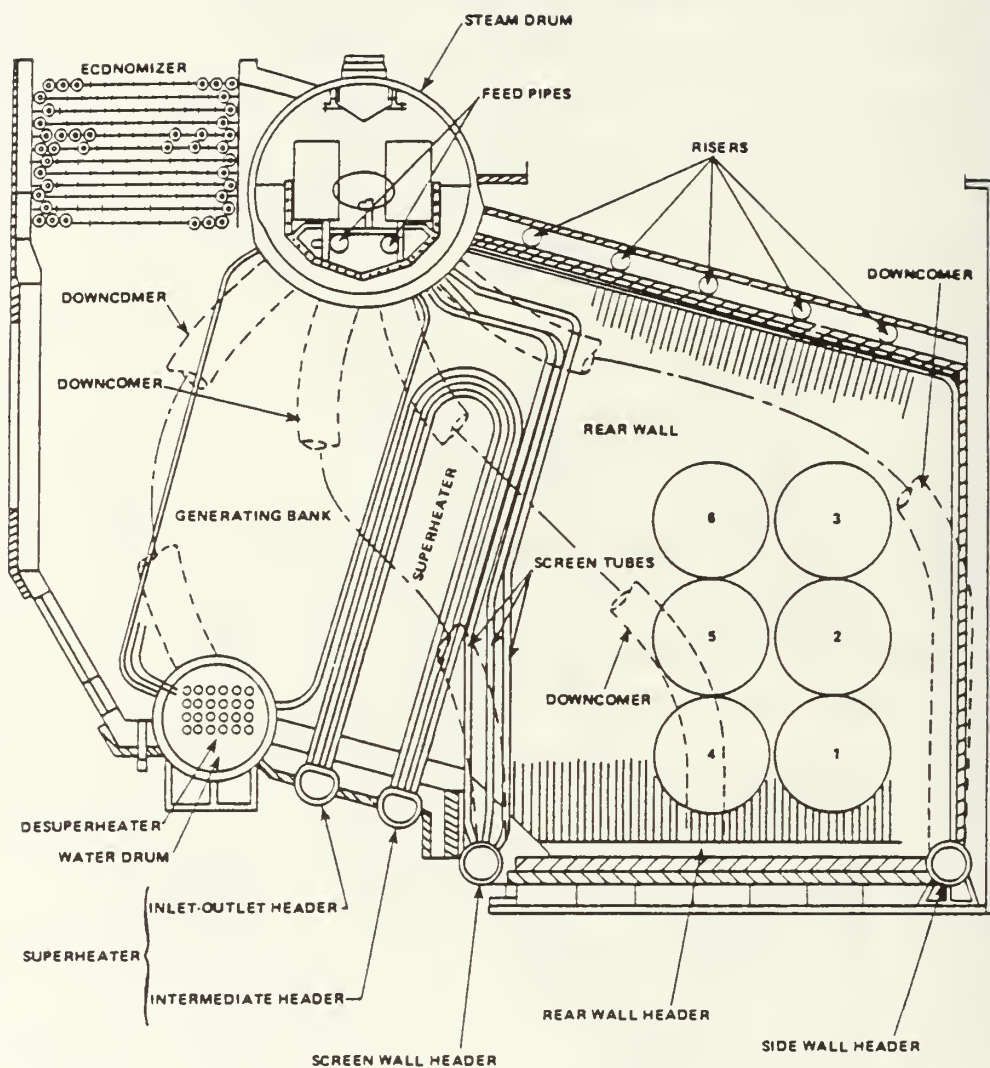 STEAM DRUM
ECONOMIZER
FEED PIPES
RISERS
DOWNCOMER
DOWNCDMER
DOWNCOMER
REAR WALL
SUPERHEATER
GENERATING BANK
SCREEN TUBES
6
3
5
2
DOWNCOMER
4
1
DESUPERHEATER
WATER DRUM
INLET-OUTLET HEADER
SUPERHEATER
INTERMEDIATE HEADER
REAR WALL HEADER
SIDE WALL HEADER
SCREEN WALL HEADER